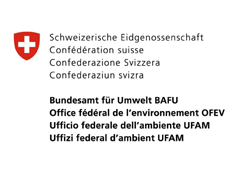 Schweizerische Eidgenossenschaft
Confédération suisse
Confederazione Svizzera
Confederaziun svizra
Bundesamt für Umwelt BAFU
Office fédéral de l'environnement OFEV
Ufficio federale dell'ambiente UFAM
Uffizi federal d'ambient UFAM